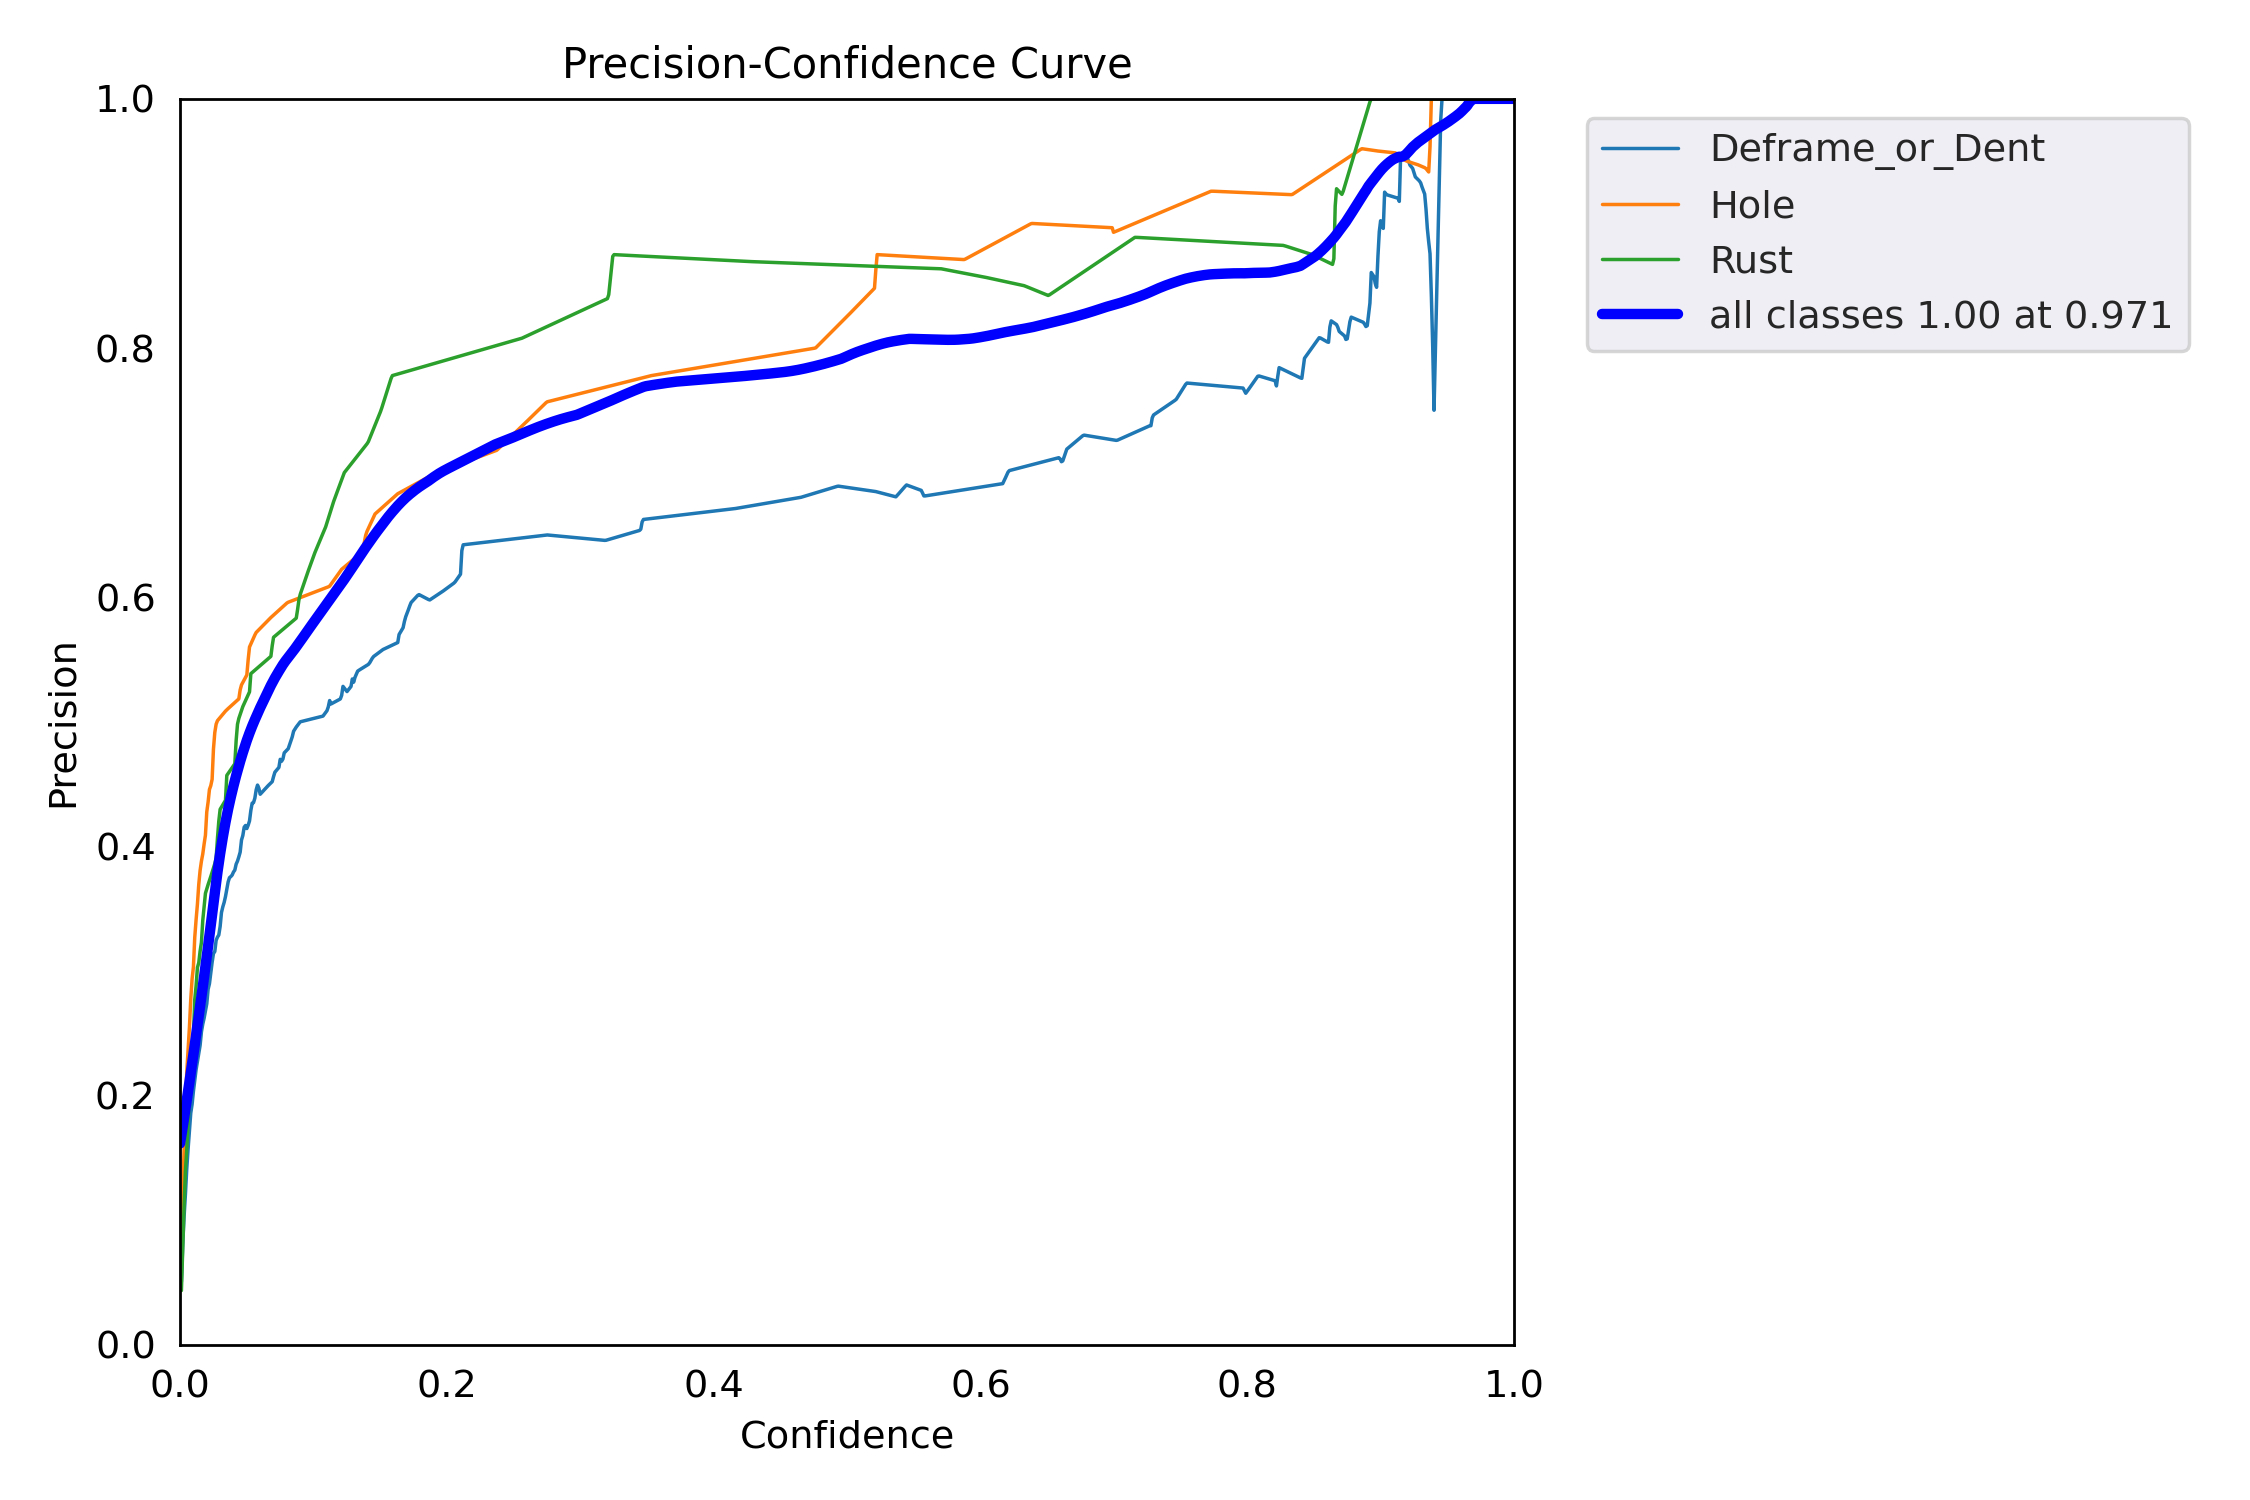 Precision-Confidence Curve
1.0
0.8
0.6
0.4
0.2
0.0
Precision
0.0 0.2 0.4 0.6 0.8 1.0
Confidence
Deframe_or_Dent
Hole
Rust
all classes 1.00 at 0.971